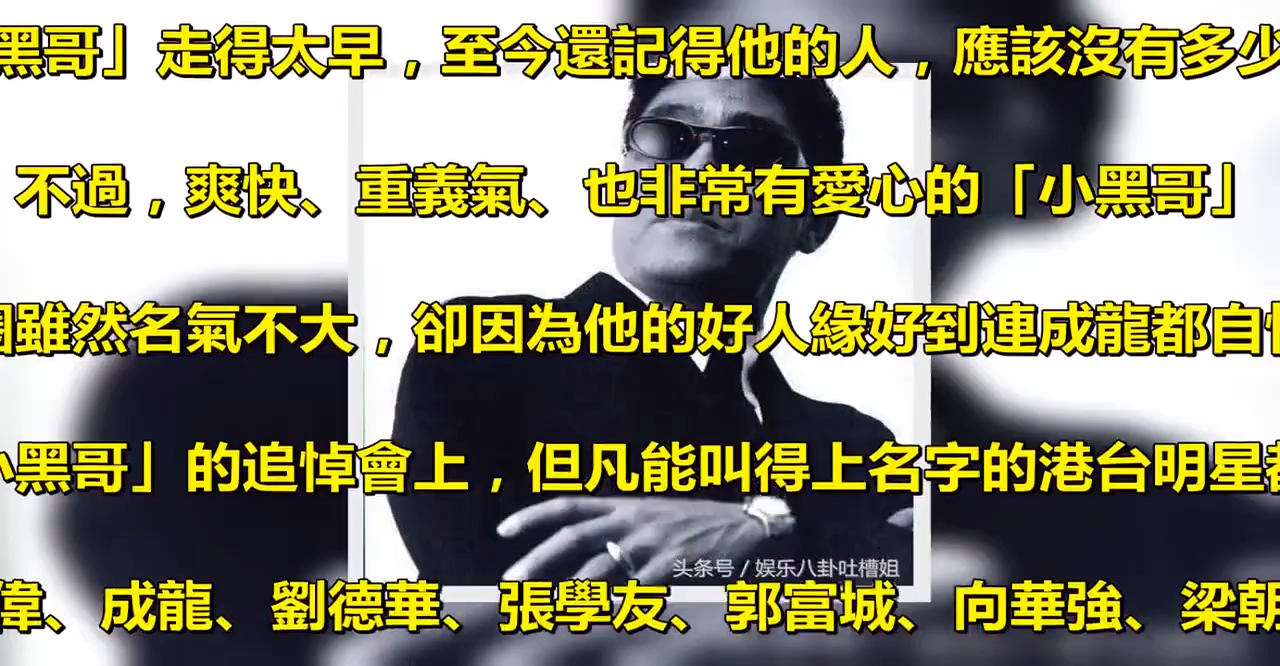 黑哥」走得太早，至今還記得他的人，應該沒有多少
不過，爽快、重義氣、也非常有愛心的「小黑哥」
雖然名氣不大，卻因為他的好人緣好到連成龍都自
小黑哥」的追悼會上，但凡能叫得上名字的港台明星都
头条号 / 娱乐八卦吐槽姐
偉、成龍、劉德華、張學友、郭富城、向華強、梁朝